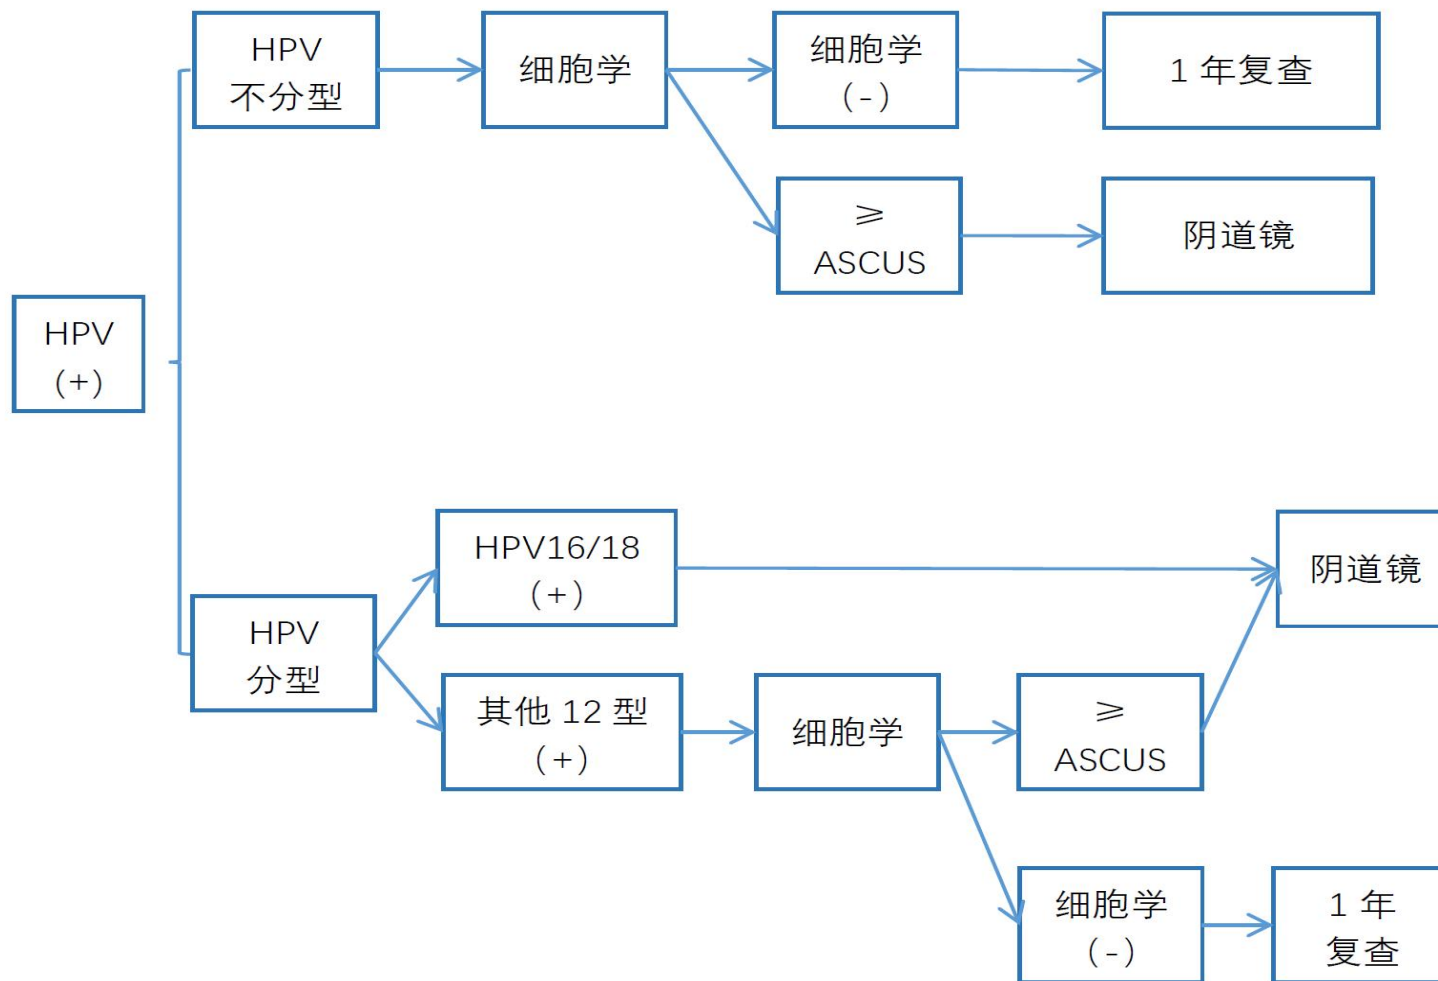 HPV
不分型
细胞学
细胞学
(-)
1 年复查
≥
ASCUS
阴道镜
HPV
(+)
HPV16/18
(+)
阴道镜
HPV
分型
其他 12 型
(+)
细胞学
≥
ASCUS
细胞学
(-)
1 年
复查